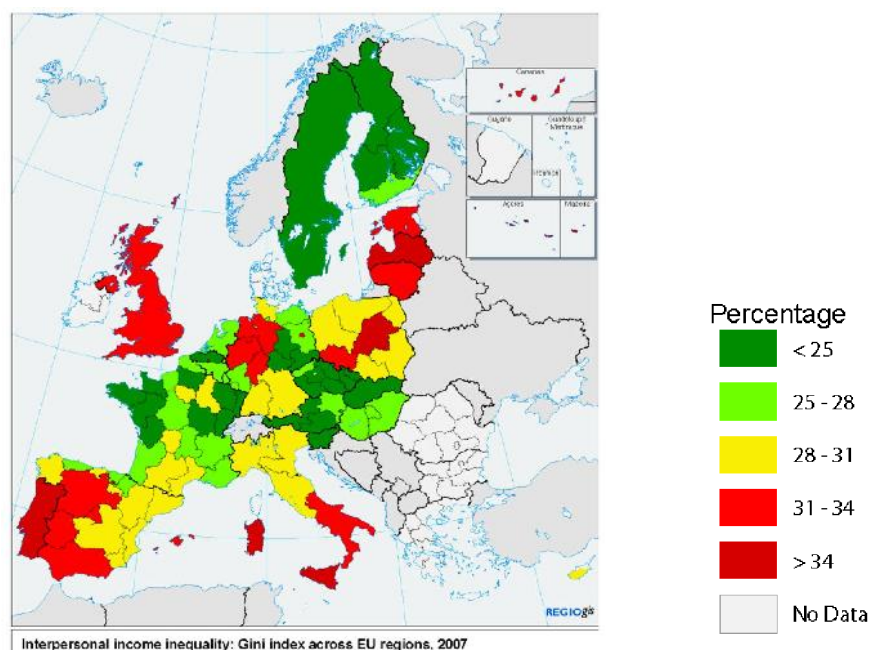 Canarias
Guyane
Guadeloupe
Martinique
Réunion
Açores
Madeira
Percentage
< 25
25 - 28
28 - 31
31 - 34
> 34
No Data
REGIOgis
Interpersonal income inequality: Gini index across EU regions, 2007